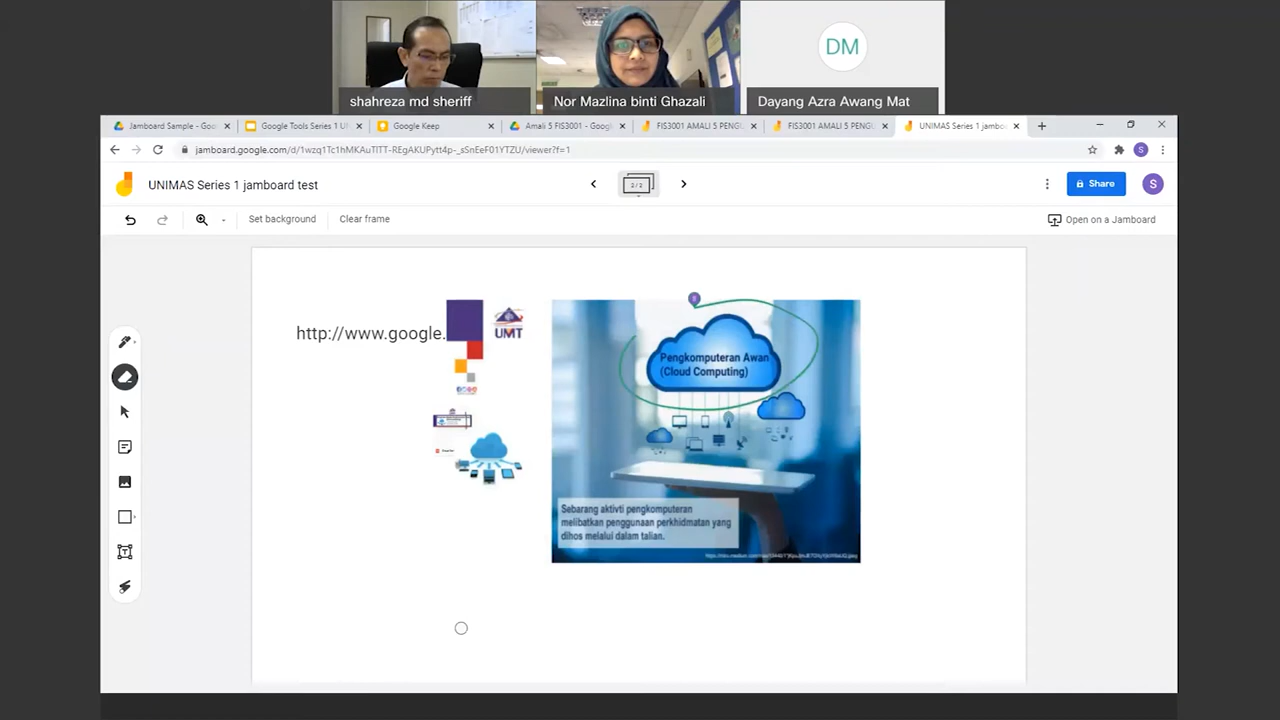 shahreza md sheriff
Nor Mazlina binti Ghazali
DM
Dayang Azra Awang Mat
Jamboard Sample - Goo
Google Tools Series 1 U
Google Keep
Amali 5 FIS3001 - Googl
FIS3001 AMALI 5 PENGU
FIS3001 AMALI 5 PENGU
UNIMAS Series 1 jamboa
S
jamboard.google.com/d/1wzq1Tc1hMKAuTITT-REgAKUPytt4p-_sSnEeF01YTZU/viewer?f=1
UNIMAS Series 1 jamboard test
2 / 2
Share
S
Set background
Clear frame
Open on a Jamboard
http://www.google.
UMT
Pengkomputeran Awan
(Cloud Computing)
Sebarang aktivti pengkomputeran
melibatkan penggunaan perkhidmatan yang
dihos melalui dalam talian.